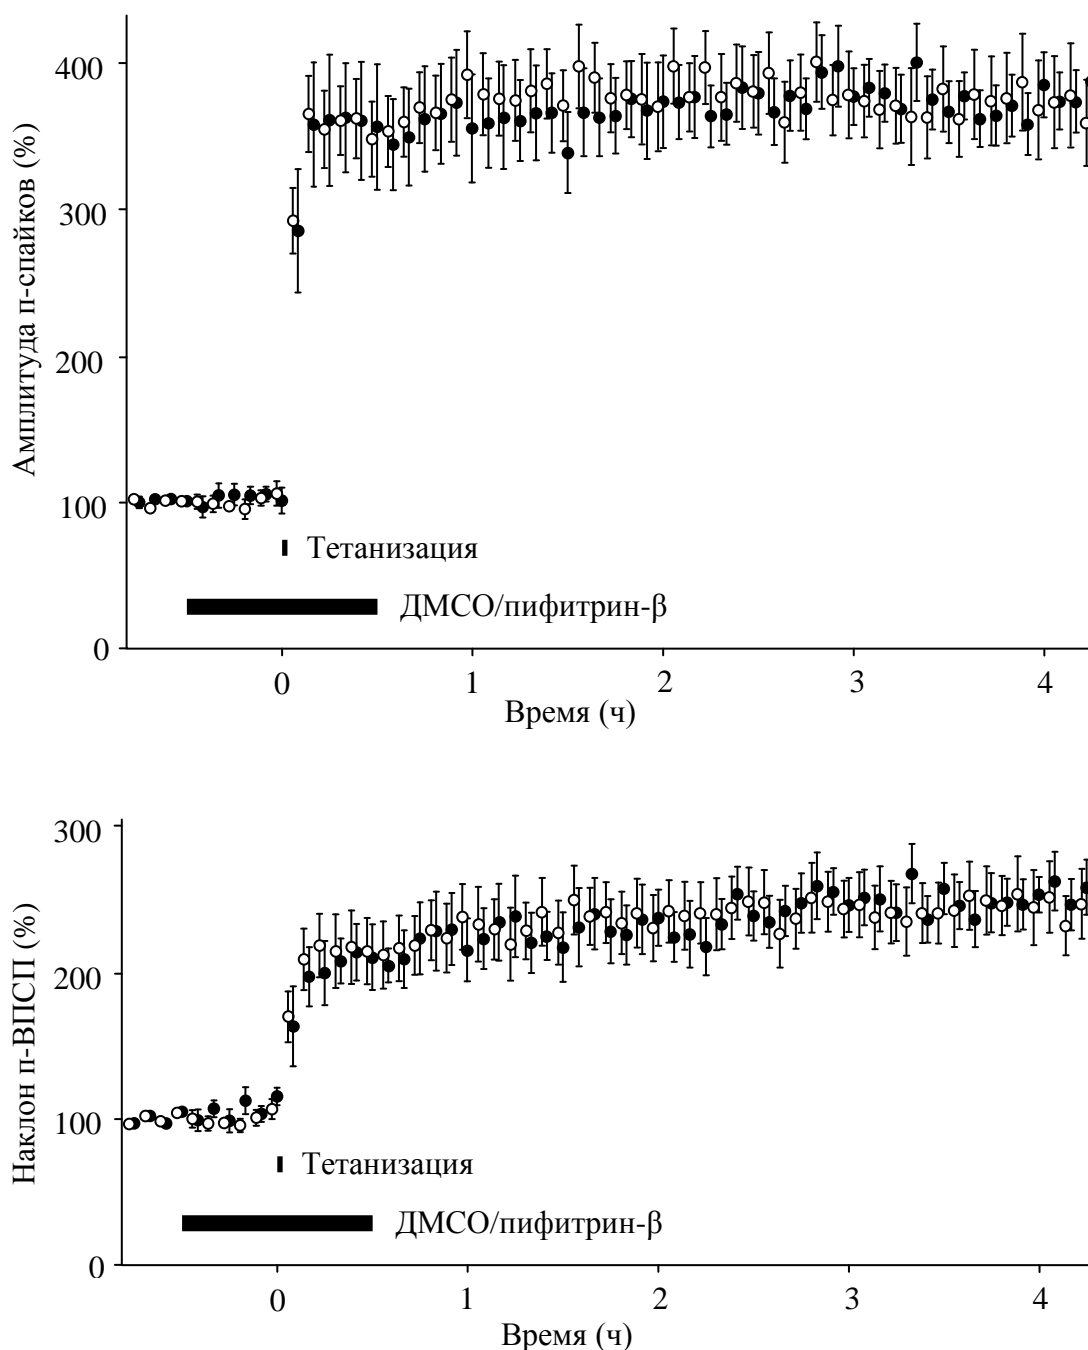 Амплитуда п-спайков (%)
400
300
200
100
0
Тетанизация
ДМСО/пифитрин-β
0 1 2 3 4
Время (ч)
Наклон п-ВПСП (%)
300
200
100
0
Тетанизация
ДМСО/пифитрин-β
0 1 2 3 4
Время (ч)